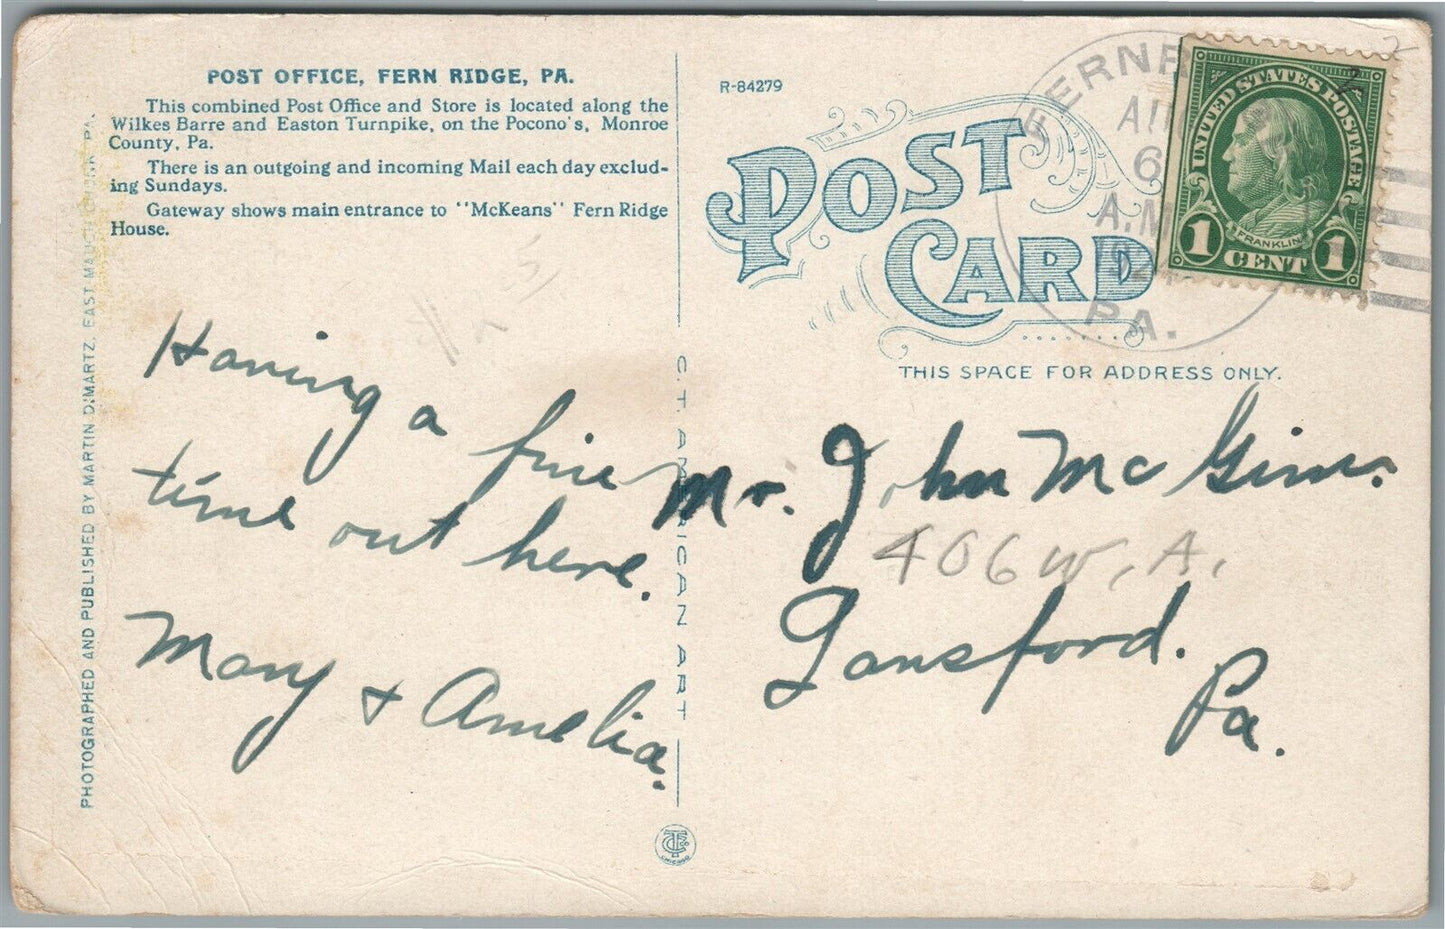 POST OFFICE, FERN RIDGE, PA.
This combined Post Office and Store is located along the
Wilkes Barre and Easton Turnpike, on the Pocono's, Monroe
County, Pa.
There is an outgoing and incoming Mail each day exclud-
ing Sundays.
Gateway shows main entrance to "McKeans" Fern Ridge
House.
PHOTOGRAPHED AND PUBLISHED BY MARTIN DIMARTZ, EAST MAUCH CHUNK, PA.
Having a fine
time out here.
Mary & Amelia.
C. T. AMERICAN ART
CHICAGO
R-84279
POST
CARD
THIS SPACE FOR ADDRESS ONLY.
A.M.
PA.
UNITED STATES POSTAGE
FRANKLIN
1 CENT 1
Mr. John McGinn.
406 W. A.
Lansford.
Pa.